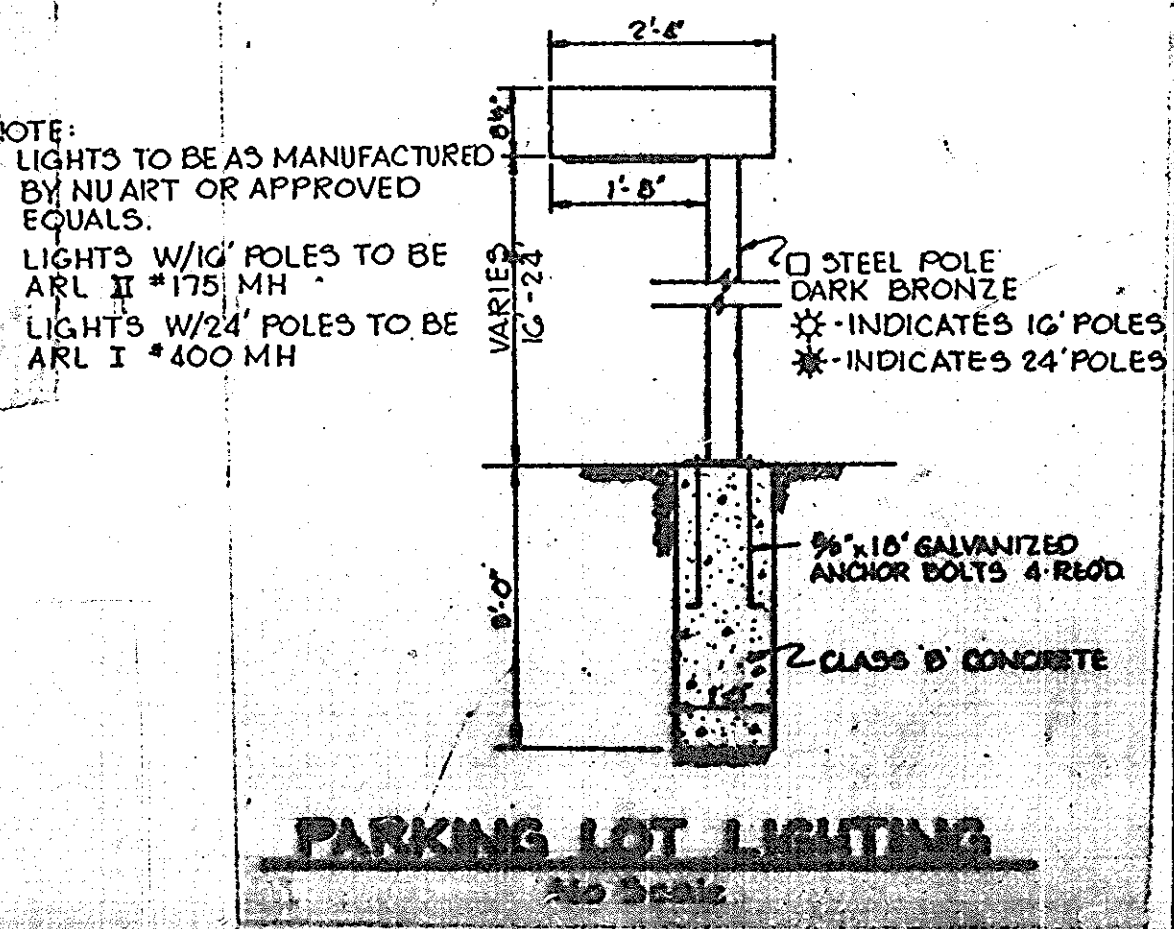 2'-8"
8½"
NOTE:
LIGHTS TO BE AS MANUFACTURED
BY NU ART OR APPROVED
EQUALS.
LIGHTS W/16' POLES TO BE
ARL II #175 MH
LIGHTS W/24' POLES TO BE
ARL I #400 MH
1'-8"
VARIES
16'-24'
□ STEEL POLE
DARK BRONZE
-INDICATES 16' POLES
-INDICATES 24' POLES
x18" GALVANIZED
ANCHOR BOLTS 4-REQ'D
CLASS 'B' CONCRETE
PARKING LOT LIGHTING
No Scale